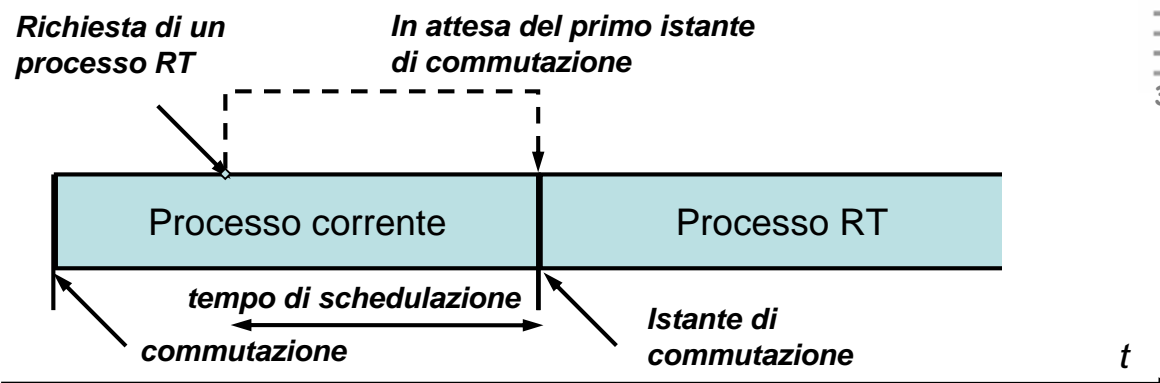 Richiesta di un
processo RT
In attesa del primo istante
di commutazione
Processo corrente
Processo RT
tempo di schedulazione
commutazione
Istante di
commutazione
t